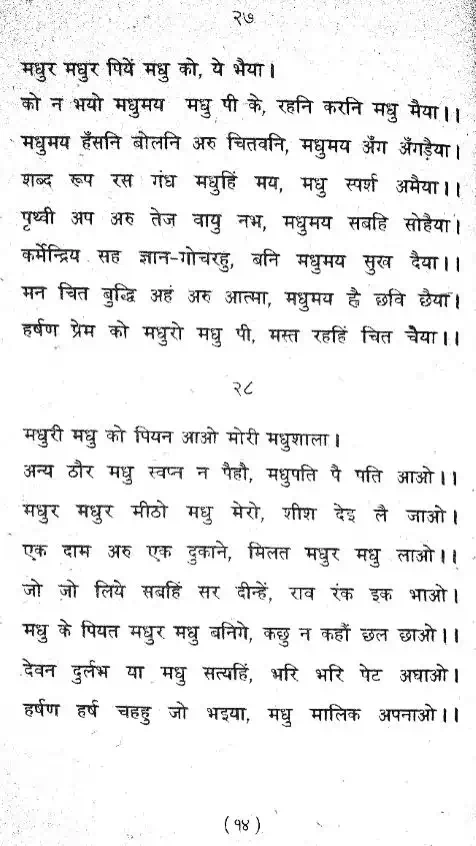 २७
मधुर मधुर पियें मधु को, ये भैया।
को न भयो मधुमय मधु पी के, रहनि करनि मधु मैया।।
मधुमय हँसनि बोलनि अरु चितवनि, मधुमय अँग अँगड़ैया।
शब्द रूप रस गंध मधुहिं मय, मधु स्पर्श अमैया।।
पृथ्वी अप अरु तेज वायु नभ, मधुमय सबहि सोहैया।
कर्मेन्द्रिय सह ज्ञान-गोचरहु, बनि मधुमय सुख दैया।।
मन चित बुद्धि अहं अरु आत्मा, मधुमय ह्वै छवि छैया।
हर्षण प्रेम को मधुरो मधु पी, मस्त रहहिं चित चैया।।
२८
मधुरी मधु को पियन आओ मोरी मधुशाला।
अन्य ठौर मधु स्वप्न न पैहौ, मधुपति पै पति आओ।।
मधुर मधुर मीठो मधु मेरो, शीश देइ लै जाओ।
एक दाम अरु एक दुकाने, मिलत मधुर मधु लाओ।।
जो जो लिये सबहिं सर दीन्हें, राव रंक इक भाओ।
मधु के पियत मधुर मधु बनिगे, कछु न कहौं छल छाओ।।
देवन दुर्लभ या मधु सत्यहिं, भरि भरि पेट अघाओ।
हर्षण हर्ष चहहु जो भइया, मधु मालिक अपनाओ।।
(१४)